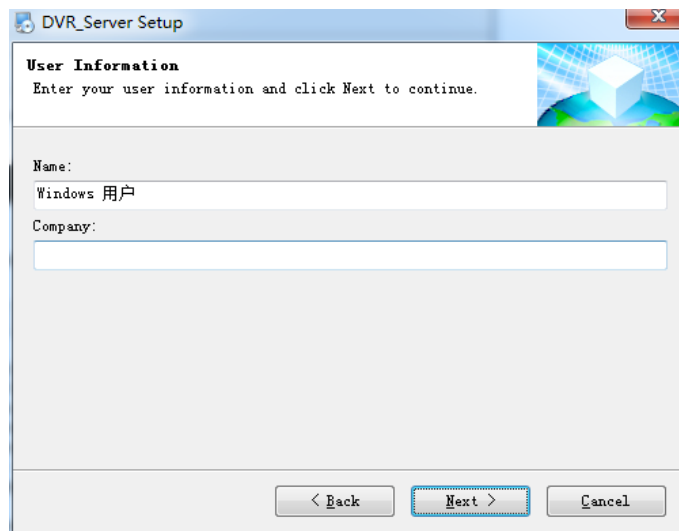 DVR_Server Setup
User Information
Enter your user information and click Next to continue.
Name:
Windows 用户
Company:
< Back
Next >
Cancel